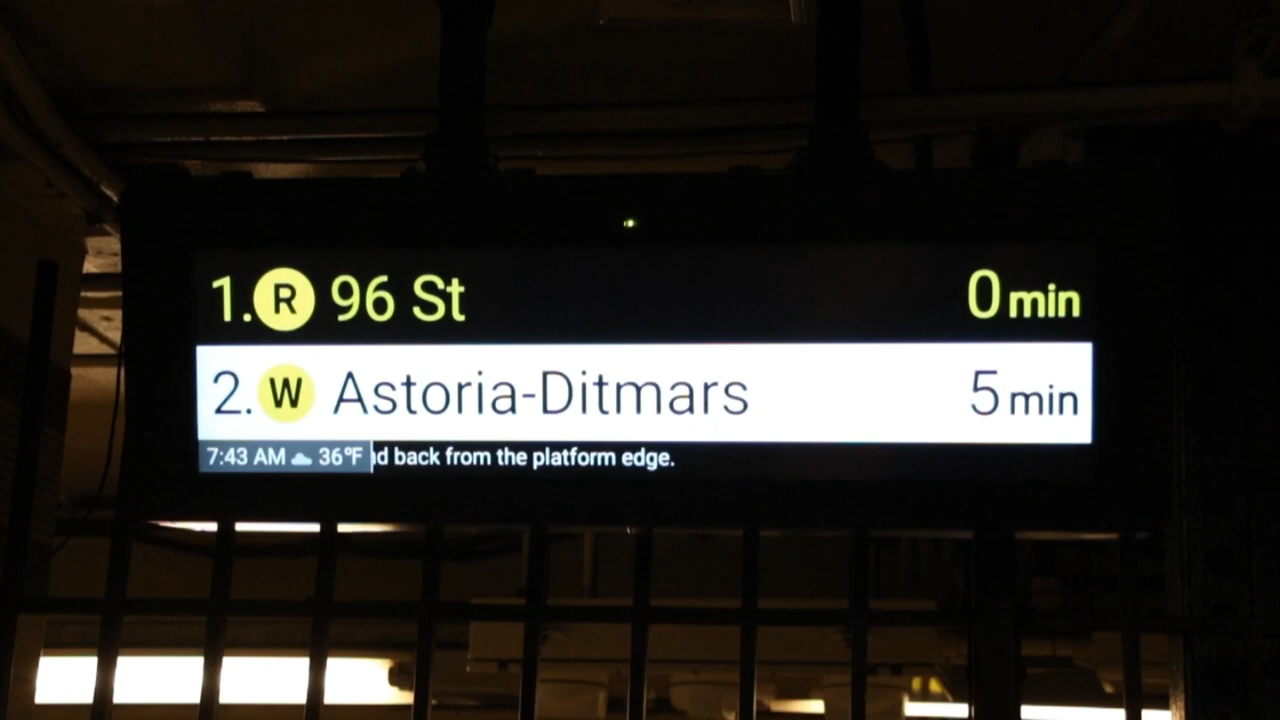 1. R 96 St 0 min
2. W Astoria-Ditmars 5 min
7:43 AM 36°F back from the platform edge.